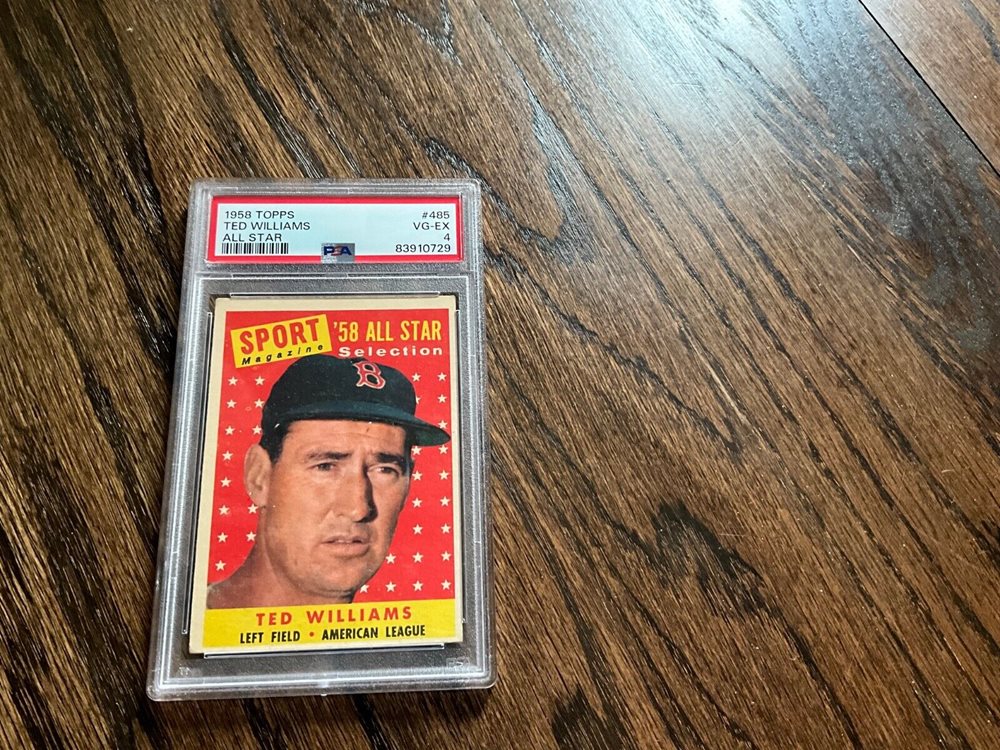 1958 TOPPS #485
TED WILLIAMS VG-EX
ALL STAR 4
PSA 83910729
SPORT '58 ALL STAR
Magazine Selection
B
TED WILLIAMS
LEFT FIELD • AMERICAN LEAGUE